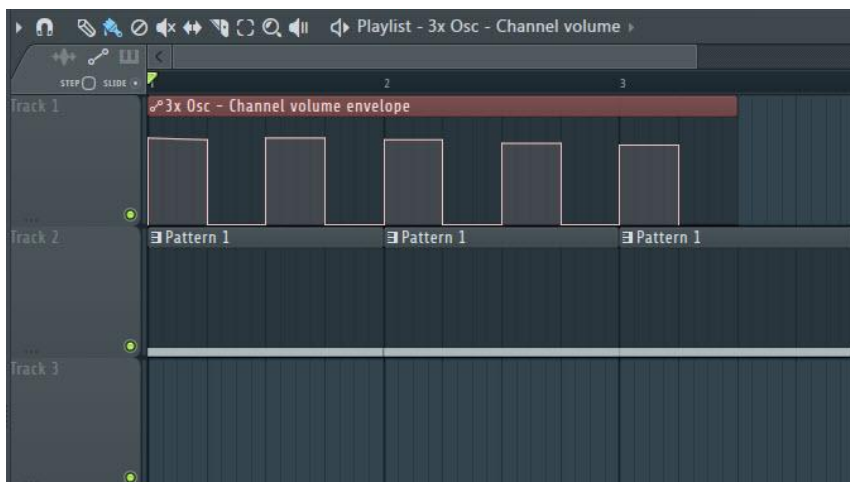 Playlist - 3x Osc - Channel volume
STEP SLIDE
1 2 3
Track 1
3x Osc - Channel volume envelope
Track 2
Pattern 1 Pattern 1 Pattern 1
Track 3